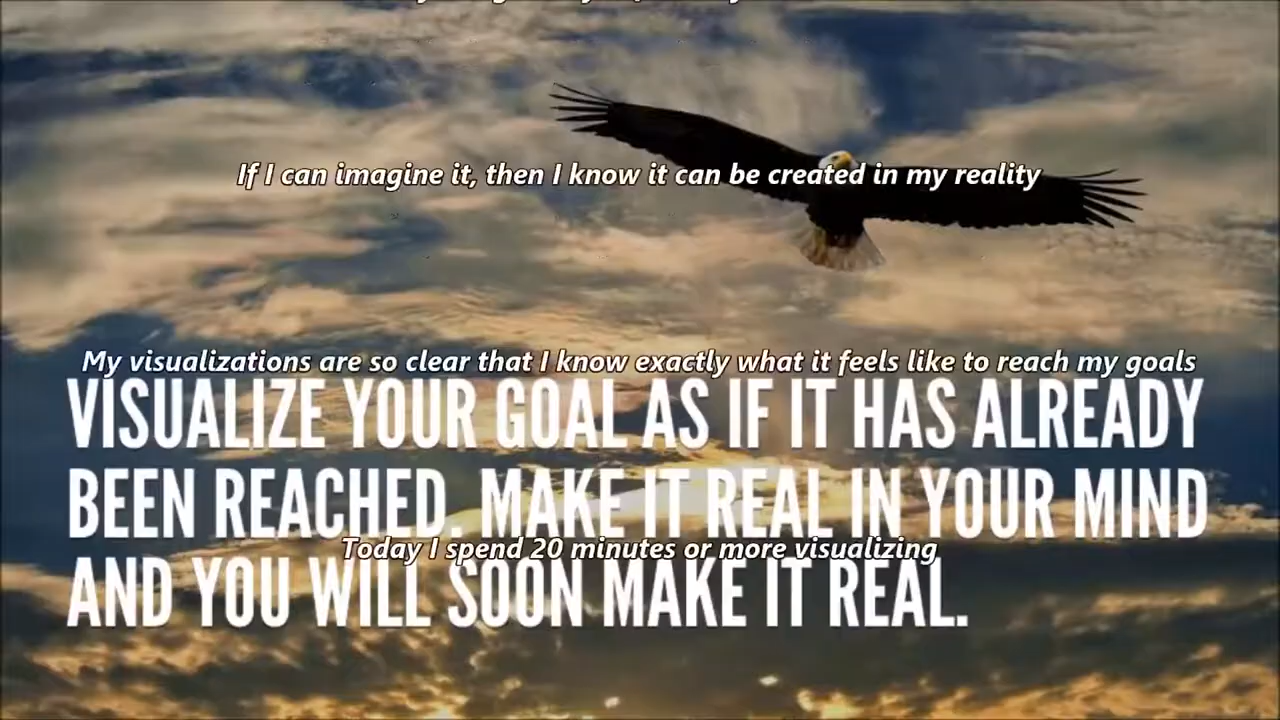 If I can imagine it, then I know it can be created in my reality
My visualizations are so clear that I know exactly what it feels like to reach my goals
VISUALIZE YOUR GOAL AS IF IT HAS ALREADY
BEEN REACHED. MAKE IT REAL IN YOUR MIND
Today I spend 20 minutes or more visualizing
AND YOU WILL SOON MAKE IT REAL.